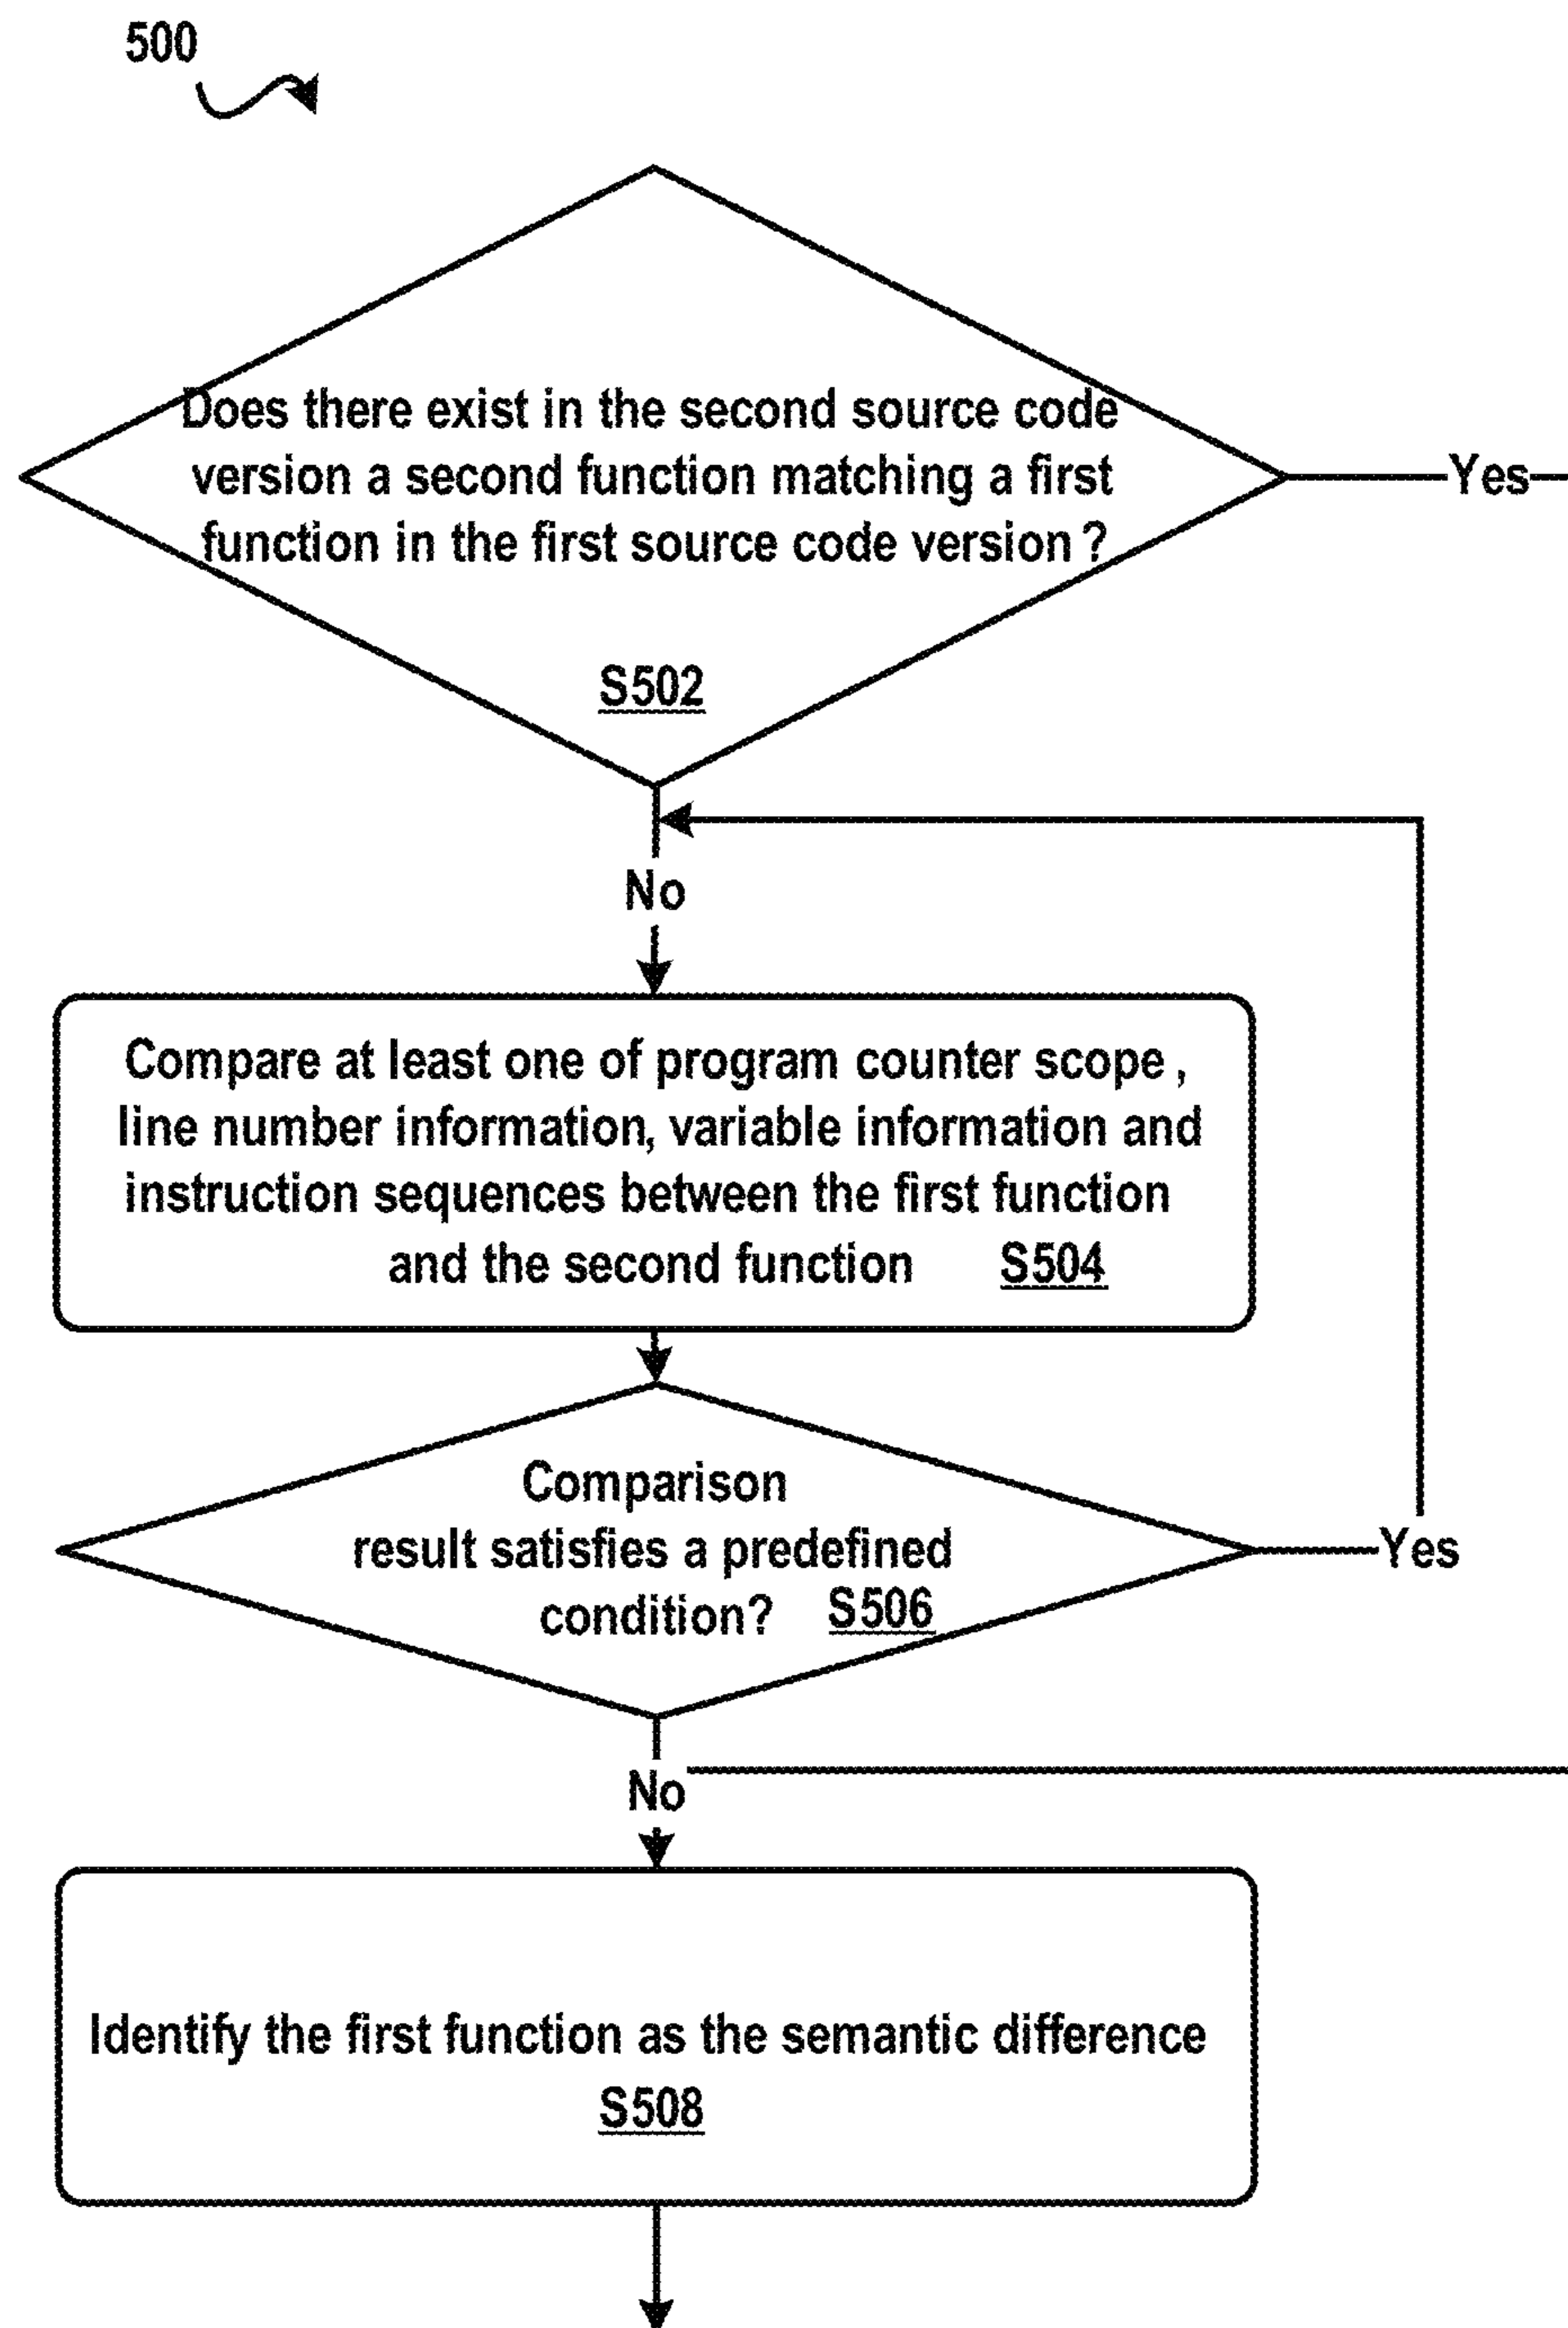 500
Does there exist in the second source code
version a second function matching a first
function in the first source code version ?
Yes
S502
No
Compare at least one of program counter scope ,
line number information, variable information and
instruction sequences between the first function
and the second function S504
Comparison
result satisfies a predefined
Yes
condition? S506
No
Identify the first function as the semantic difference
S508